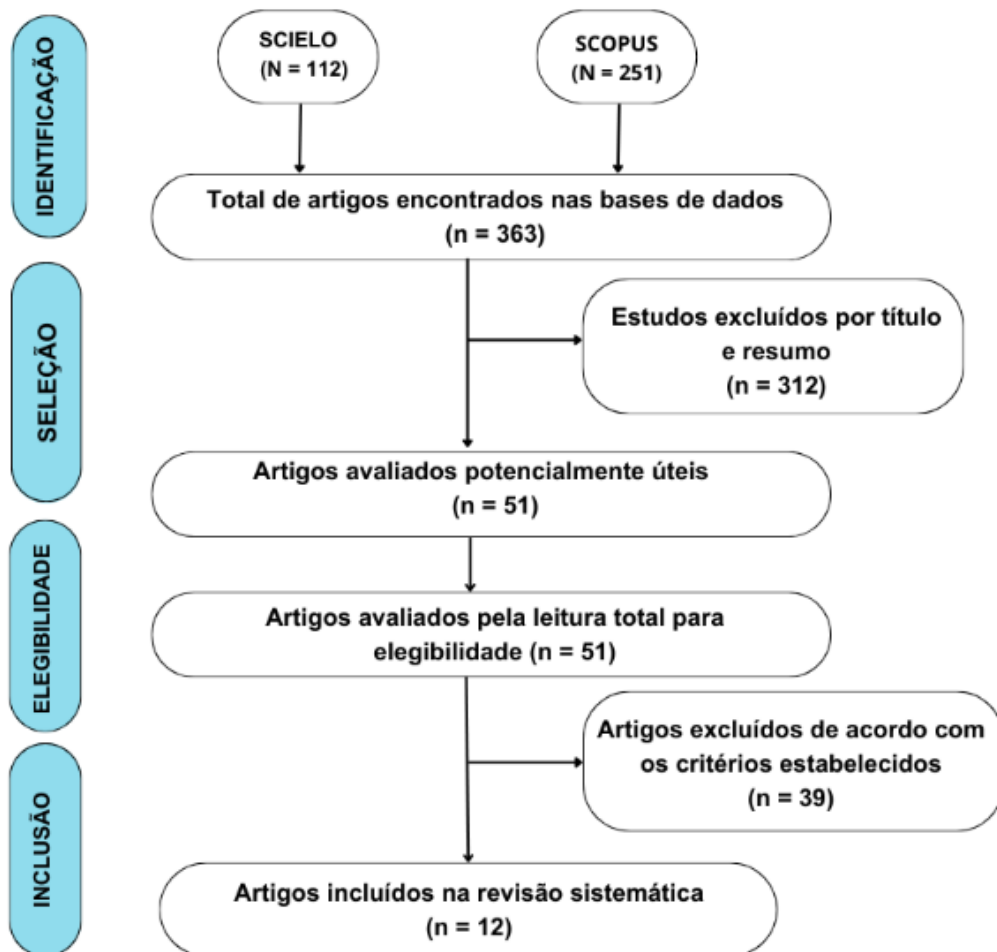 IDENTIFICAÇÃO
SCIELO
(N = 112)
SCOPUS
(N = 251)
Total de artigos encontrados nas bases de dados
(n = 363)
SELEÇÃO
Estudos excluídos por título
e resumo
(n = 312)
Artigos avaliados potencialmente úteis
(n = 51)
ELEGIBILIDADE
Artigos avaliados pela leitura total para
elegibilidade (n = 51)
INCLUSÃO
Artigos excluídos de acordo com
os critérios estabelecidos
(n = 39)
Artigos incluídos na revisão sistemática
(n = 12)